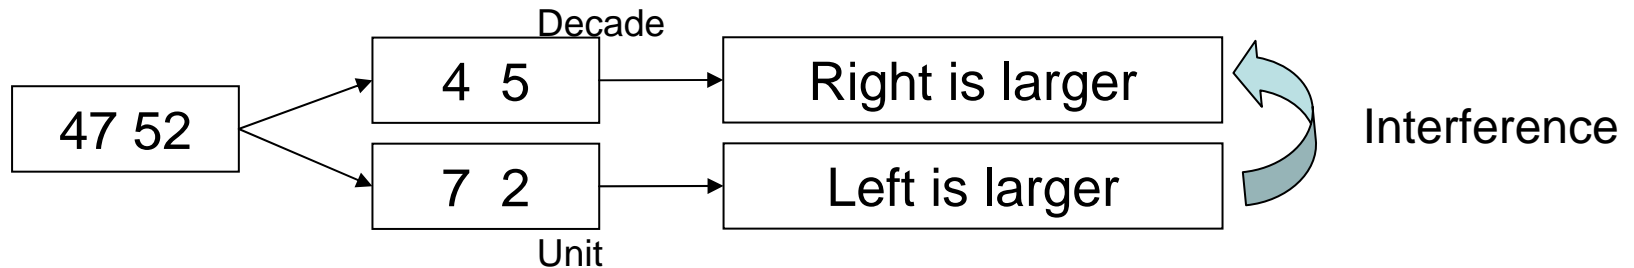 Decade
4 5
Right is larger
47 52
Interference
7 2
Left is larger
Unit